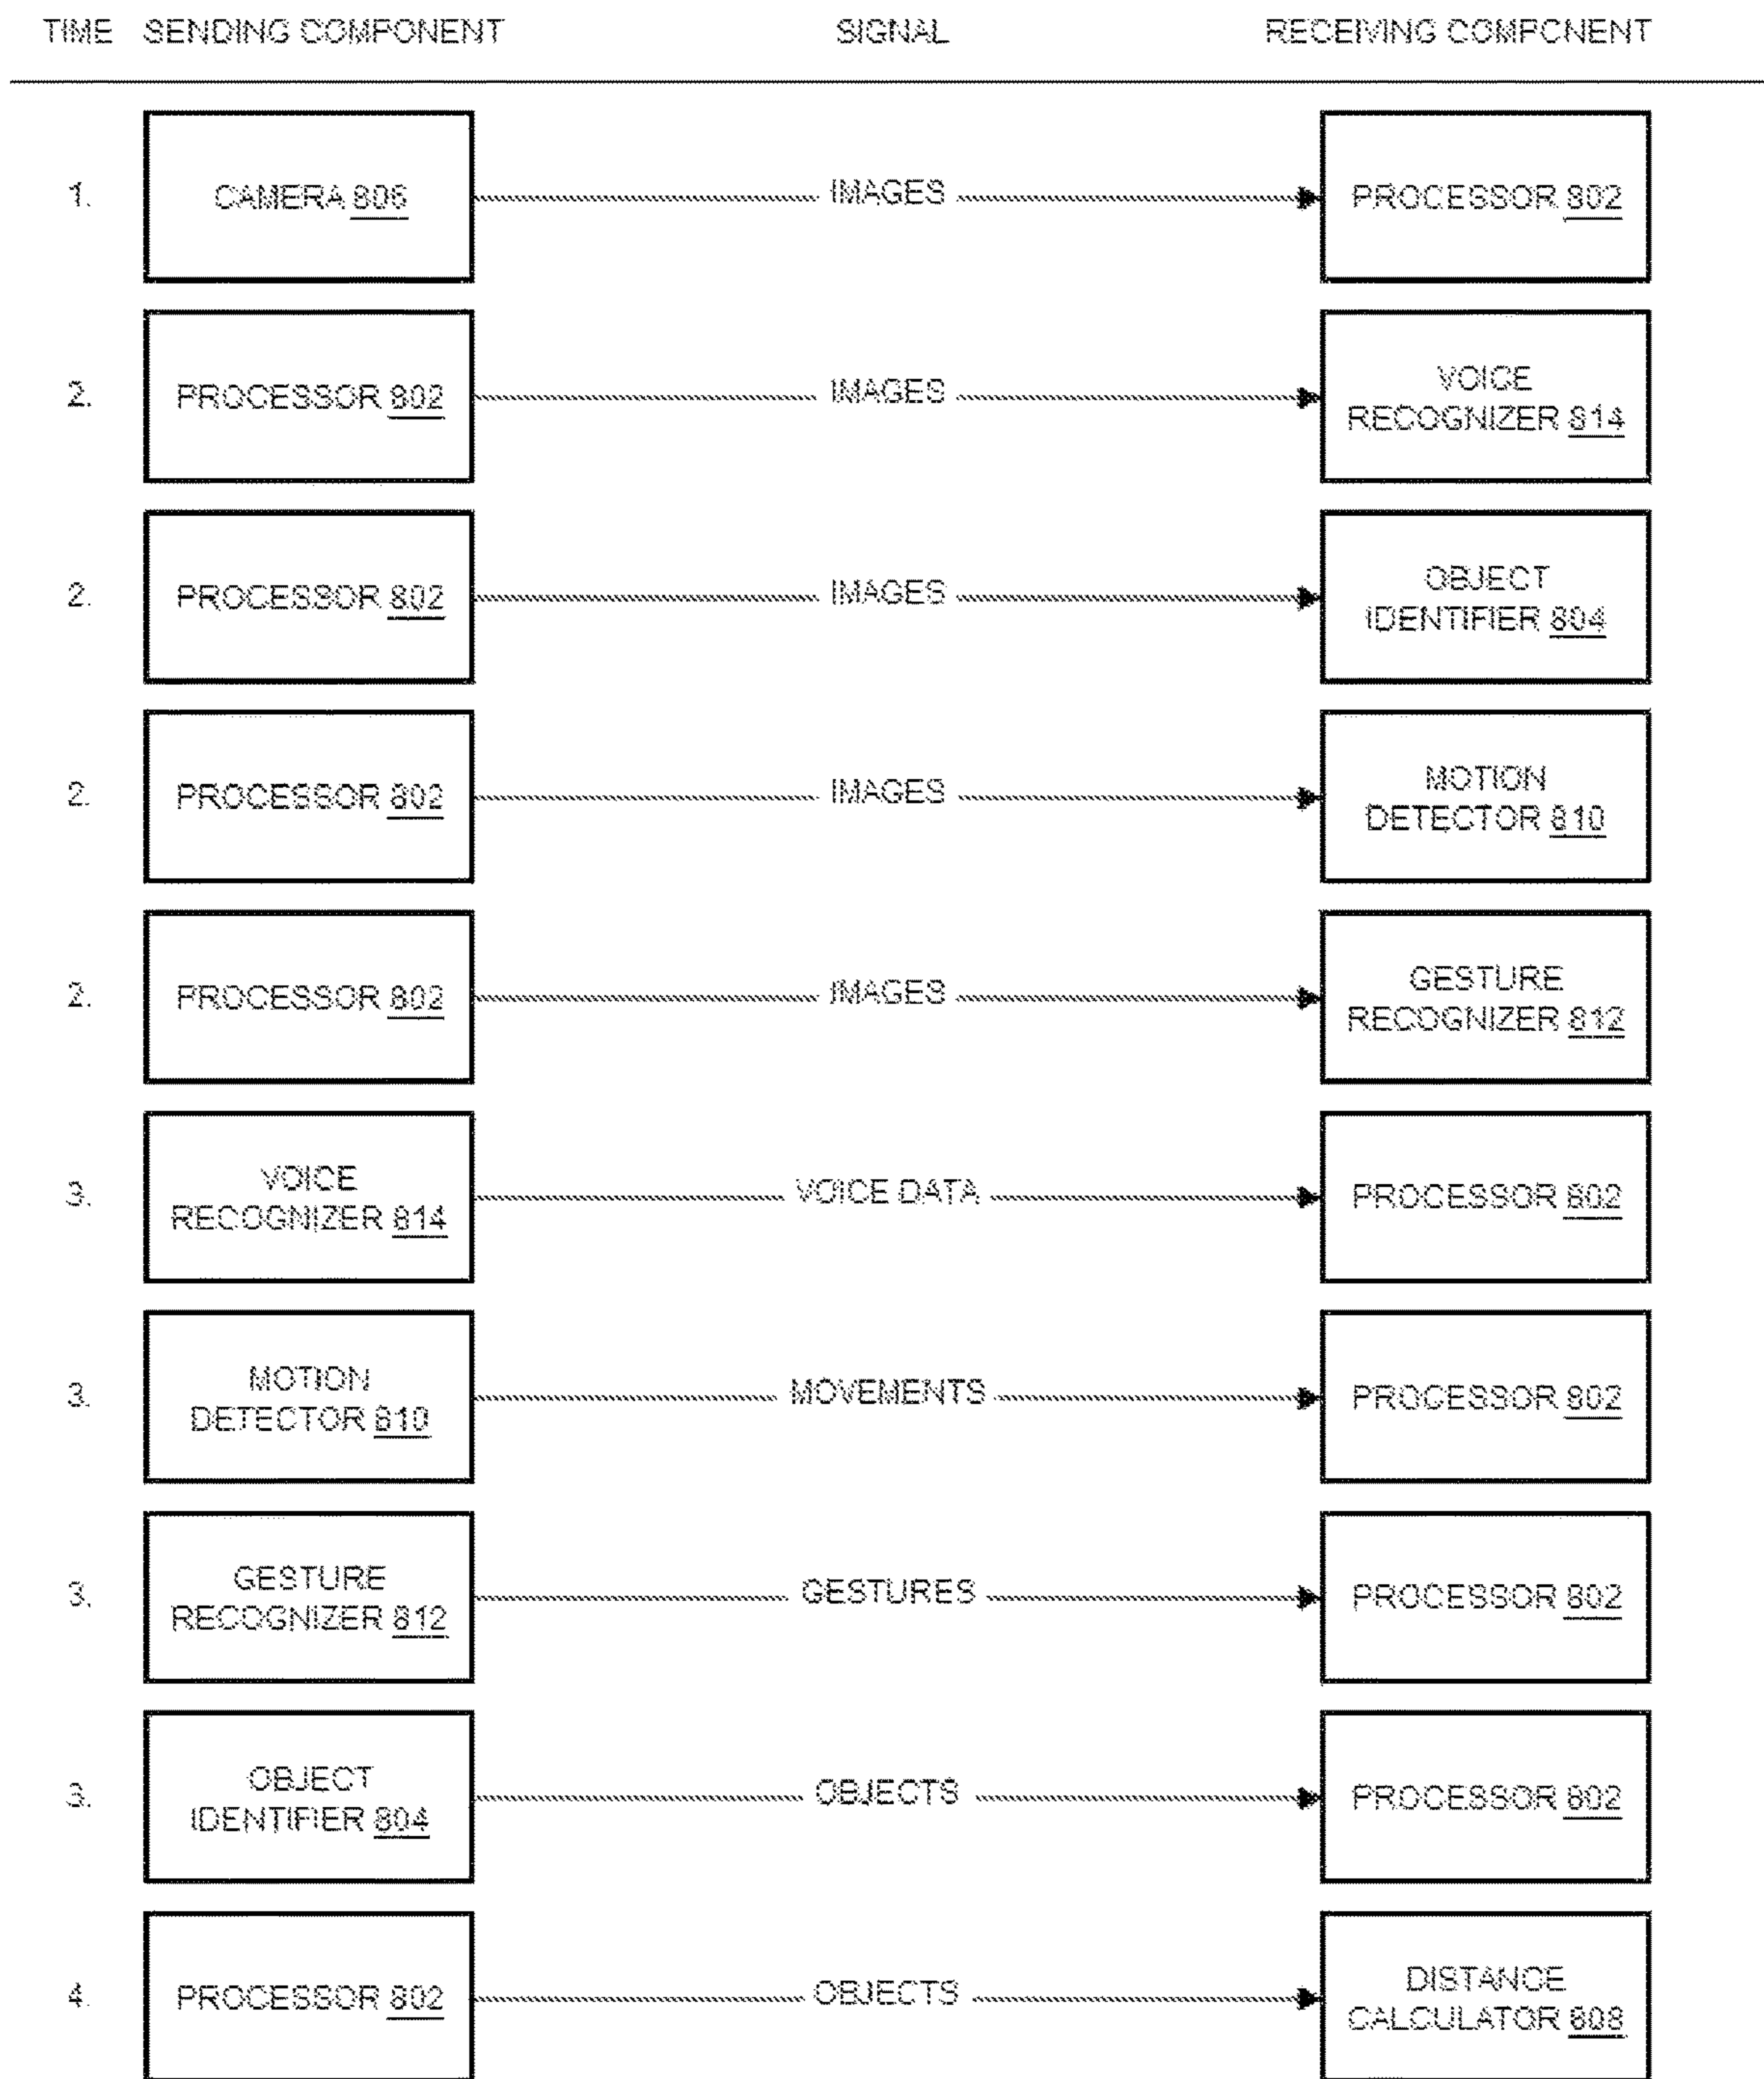 TIME SENDING COMPONENT SIGNAL RECEIVING COMPONENT
1. CAMERA 806 IMAGES PROCESSOR 802
2. PROCESSOR 802 IMAGES VOICE
RECOGNIZER 814
2. PROCESSOR 802 IMAGES OBJECT
IDENTIFIER 804
2. PROCESSOR 802 IMAGES MOTION
DETECTOR 810
2. PROCESSOR 802 IMAGES GESTURE
RECOGNIZER 812
3. VOICE
RECOGNIZER 814 VOICE DATA PROCESSOR 802
3. MOTION
DETECTOR 810 MOVEMENTS PROCESSOR 802
3. GESTURE
RECOGNIZER 812 GESTURES PROCESSOR 802
3. OBJECT
IDENTIFIER 804 OBJECTS PROCESSOR 802
4. PROCESSOR 802 OBJECTS DISTANCE
CALCULATOR 808